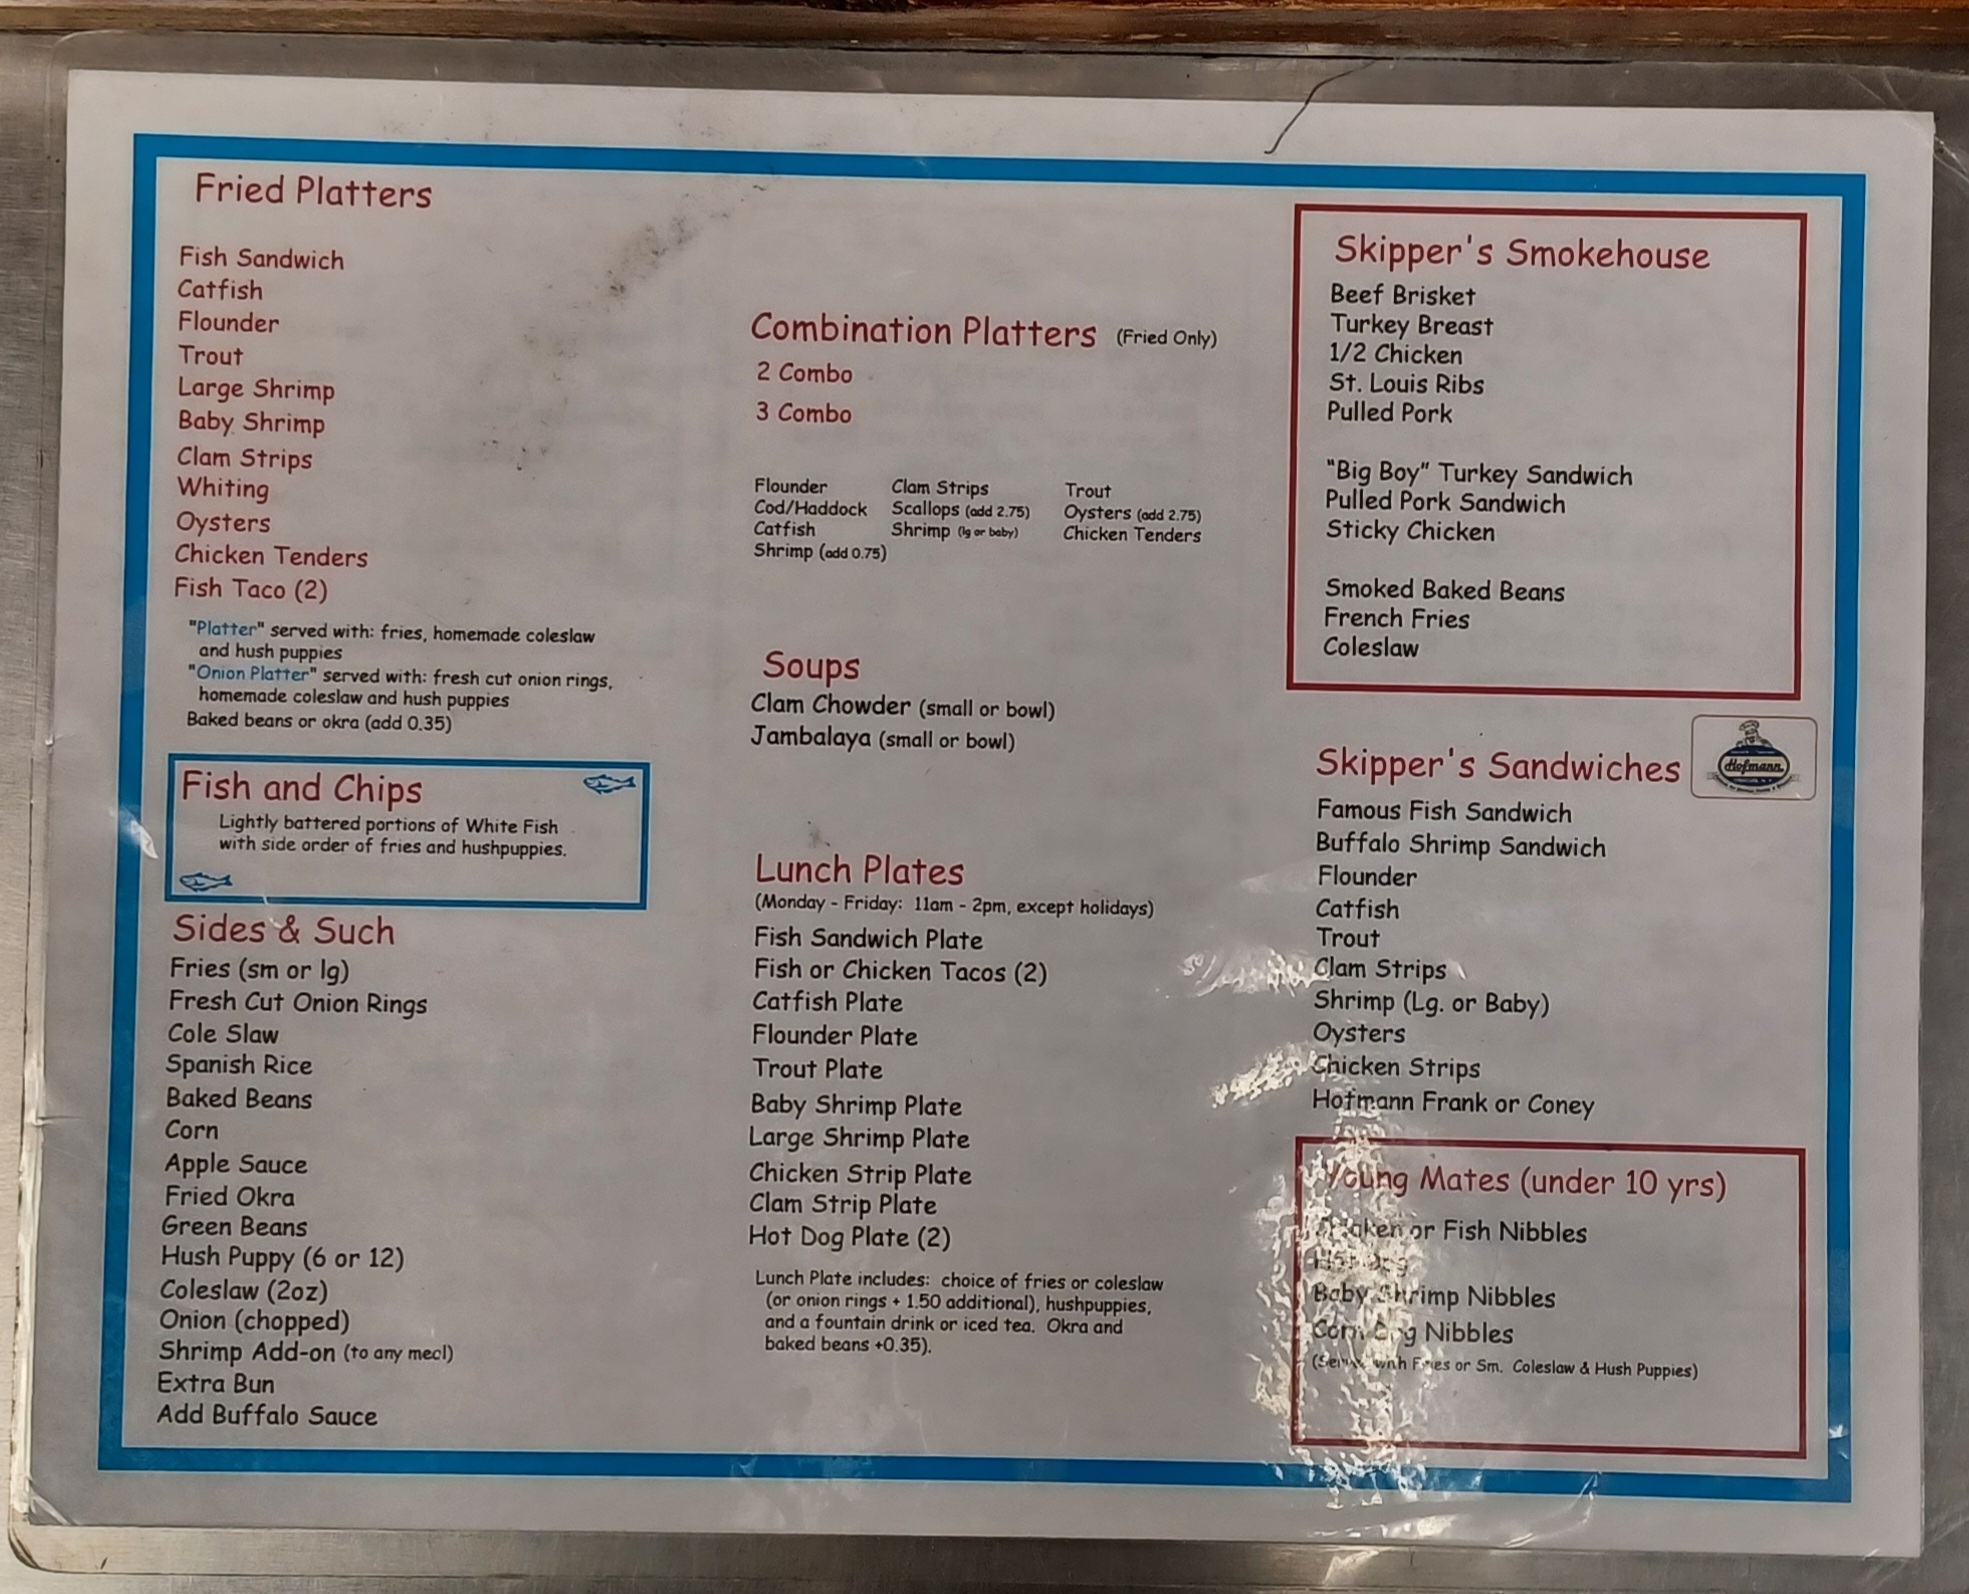 Fried Platters
Fish Sandwich
Catfish
Flounder
Trout
Large Shrimp
Baby Shrimp
Clam Strips
Whiting
Oysters
Chicken Tenders
Fish Taco (2)
"Platter" served with: fries, homemade coleslaw
and hush puppies
"Onion Platter" served with: fresh cut onion rings,
homemade coleslaw and hush puppies
Baked beans or okra (add 0.35)
Fish and Chips
Lightly battered portions of White Fish
with side order of fries and hushpuppies.
Sides & Such
Fries (sm or lg)
Fresh Cut Onion Rings
Cole Slaw
Spanish Rice
Baked Beans
Corn
Apple Sauce
Fried Okra
Green Beans
Hush Puppy (6 or 12)
Coleslaw (2oz)
Onion (chopped)
Shrimp Add-on (to any meal)
Extra Bun
Add Buffalo Sauce
Combination Platters (Fried Only)
2 Combo
3 Combo
Flounder Clam Strips Trout
Cod/Haddock Scallops (add 2.75) Oysters (add 2.75)
Catfish Shrimp (lg or baby) Chicken Tenders
Shrimp (add 0.75)
Soups
Clam Chowder (small or bowl)
Jambalaya (small or bowl)
Lunch Plates
(Monday - Friday: 11am - 2pm, except holidays)
Fish Sandwich Plate
Fish or Chicken Tacos (2)
Catfish Plate
Flounder Plate
Trout Plate
Baby Shrimp Plate
Large Shrimp Plate
Chicken Strip Plate
Clam Strip Plate
Hot Dog Plate (2)
Lunch Plate includes: choice of fries or coleslaw
(or onion rings + 1.50 additional), hushpuppies,
and a fountain drink or iced tea. Okra and
baked beans +0.35).
Skipper's Smokehouse
Beef Brisket
Turkey Breast
1/2 Chicken
St. Louis Ribs
Pulled Pork
"Big Boy" Turkey Sandwich
Pulled Pork Sandwich
Sticky Chicken
Smoked Baked Beans
French Fries
Coleslaw
Skipper's Sandwiches
Hofmann
Famous Fish Sandwich
Buffalo Shrimp Sandwich
Flounder
Catfish
Trout
Clam Strips
Shrimp (Lg. or Baby)
Oysters
Chicken Strips
Hofmann Frank or Coney
Young Mates (under 10 yrs)
Chicken or Fish Nibbles
Hot Dog
Baby Shrimp Nibbles
Corn Dog Nibbles
(Served with Fries or Sm. Coleslaw & Hush Puppies)